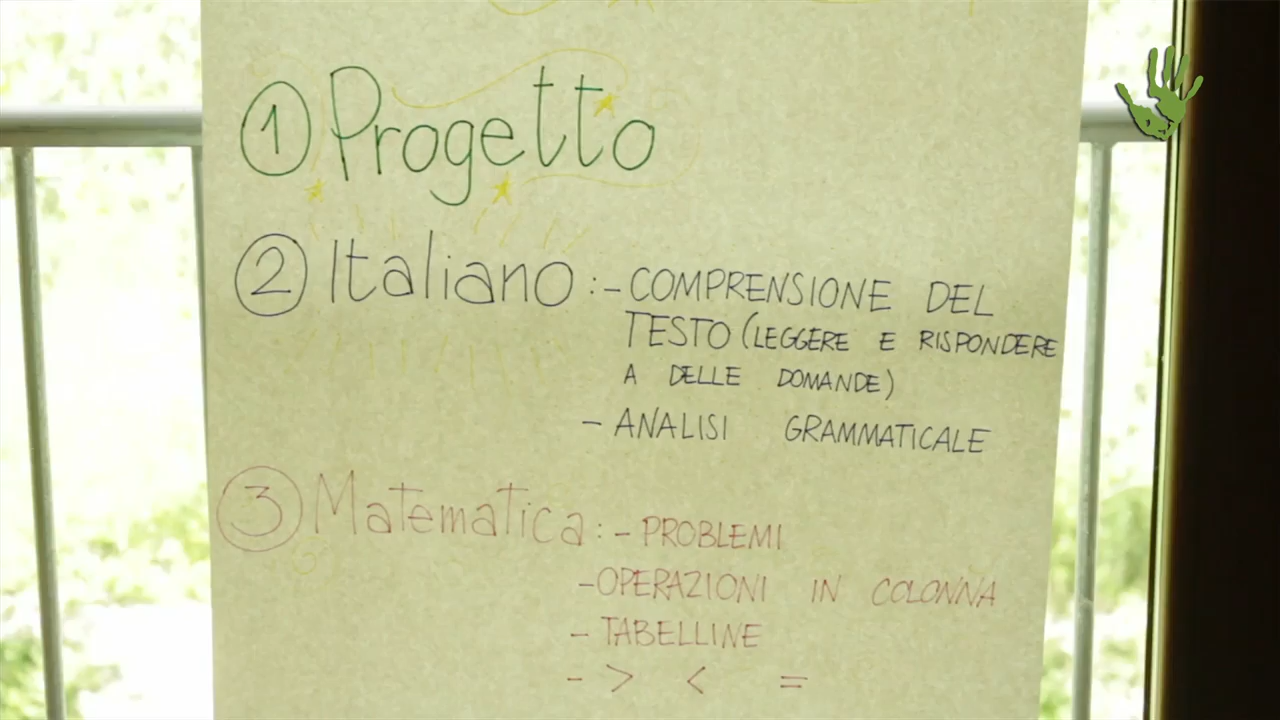 1 Progetto
2 Italiano: - COMPRENSIONE DEL
TESTO (LEGGERE E RISPONDERE
A DELLE DOMANDE)
- ANALISI GRAMMATICALE
3 Matematica: - PROBLEMI
- OPERAZIONI IN COLONNA
- TABELLINE
- > < =